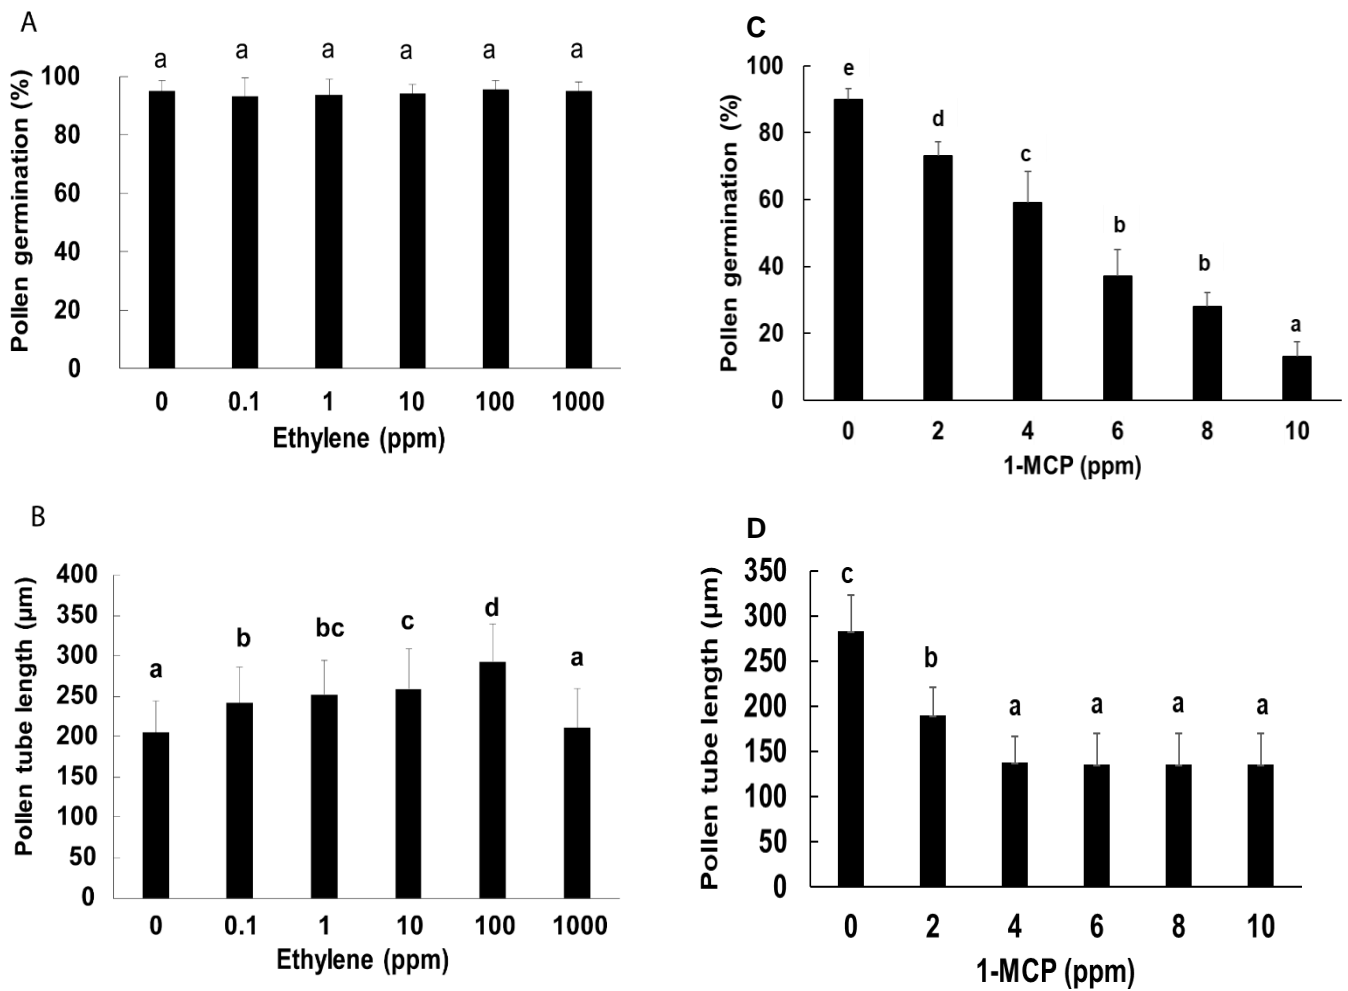 A
a a a a a a
100
80
60
40
20
0
Pollen germination (%)
0 0.1 1 10 100 1000
Ethylene (ppm)
B
400
350
300
250
200
150
100
50
0
Pollen tube length (µm)
a b bc c d a
0 0.1 1 10 100 1000
Ethylene (ppm)
C
100
80
60
40
20
0
Pollen germination (%)
e d c b b a
0 2 4 6 8 10
1-MCP (ppm)
D
350
300
250
200
150
100
50
0
Pollen tube length (µm)
c b a a a a
0 2 4 6 8 10
1-MCP (ppm)